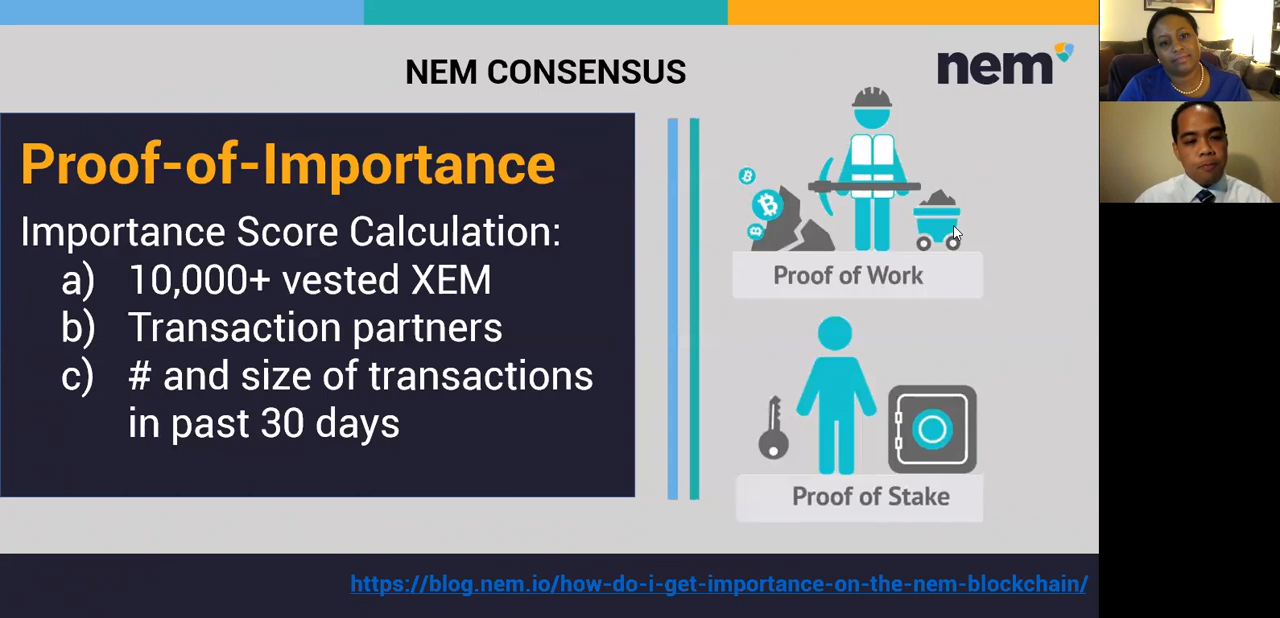 NEM CONSENSUS
nem
Proof-of-Importance
Importance Score Calculation:
a) 10,000+ vested XEM
b) Transaction partners
c) # and size of transactions
in past 30 days
Proof of Work
Proof of Stake
https://blog.nem.io/how-do-i-get-importance-on-the-nem-blockchain/